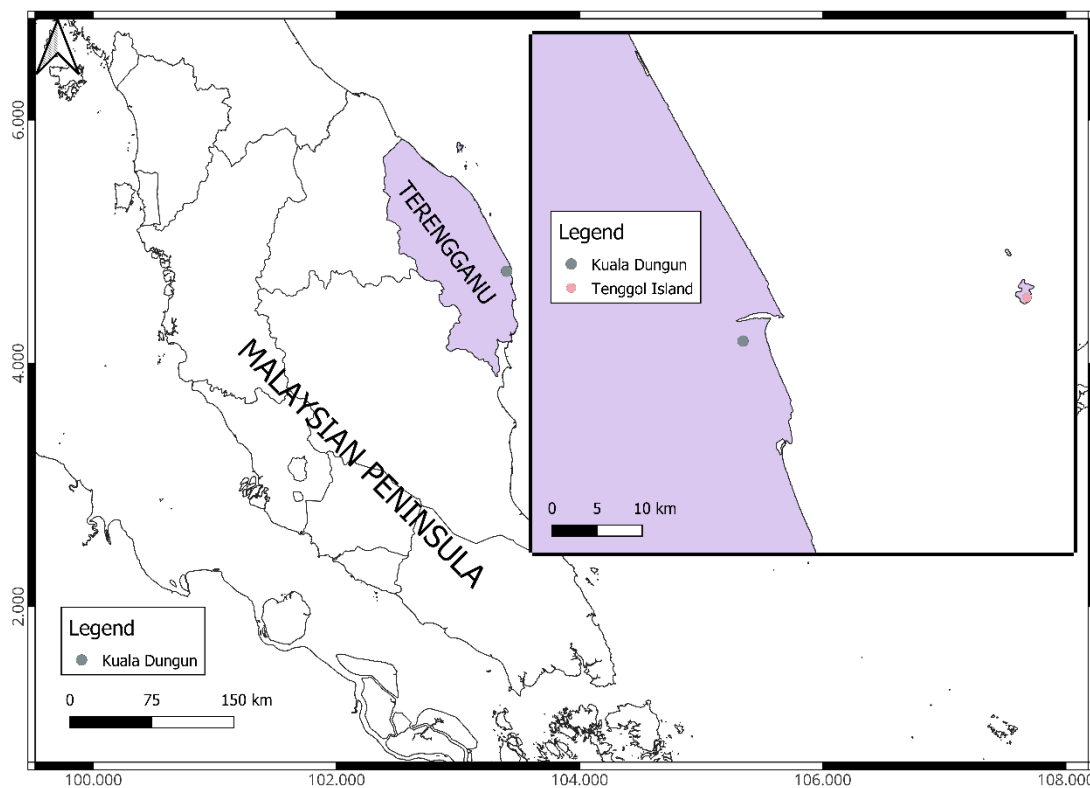 6.000
4.000
2.000
TERENGGANU
MALAYSIAN PENINSULA
Legend
Kuala Dungun
Tenggol Island
0 5 10 km
Legend
Kuala Dungun
0 75 150 km
100.000 102.000 104.000 106.000 108.000